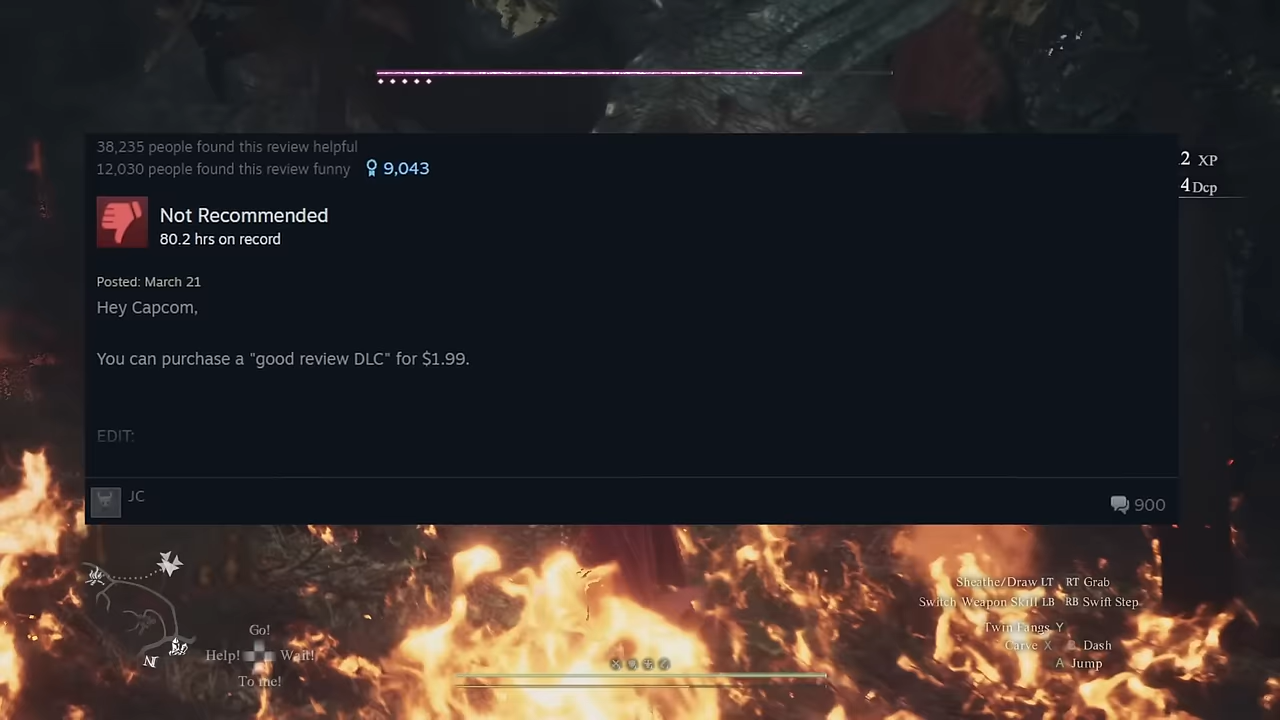 38,235 people found this review helpful
12,030 people found this review funny 9,043
Not Recommended
80.2 hrs on record
Posted: March 21
Hey Capcom,
You can purchase a "good review DLC" for $1.99.
EDIT:
JC
900
2 XP
4 Dcp
Sheathe/Draw LT RT Grab
Switch Weapon Skill LB RB Swift Step
Twin Fangs Y
Carve X B Dash
A Jump
Go!
Help! Wait!
To me!
N